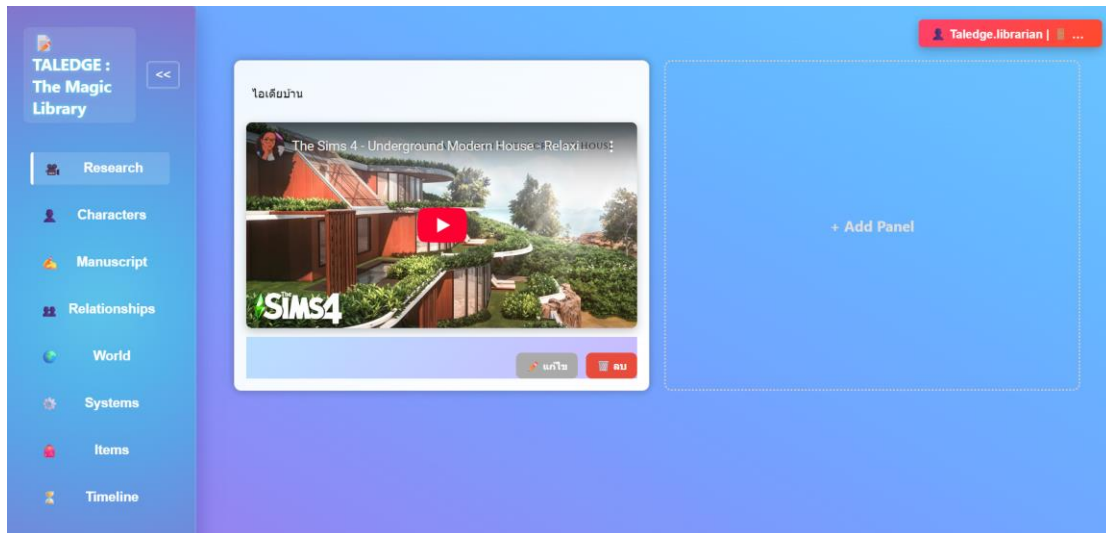 TALEDGE :
The Magic
Library
<<
Research
Characters
Manuscript
Relationships
World
Systems
Items
Timeline
Taledge.librarian | ...
ไอเดียบ้าน
The Sims 4 - Underground Modern House - Relaxi...
THE SIMS4
แก้ไข
ลบ
+ Add Panel